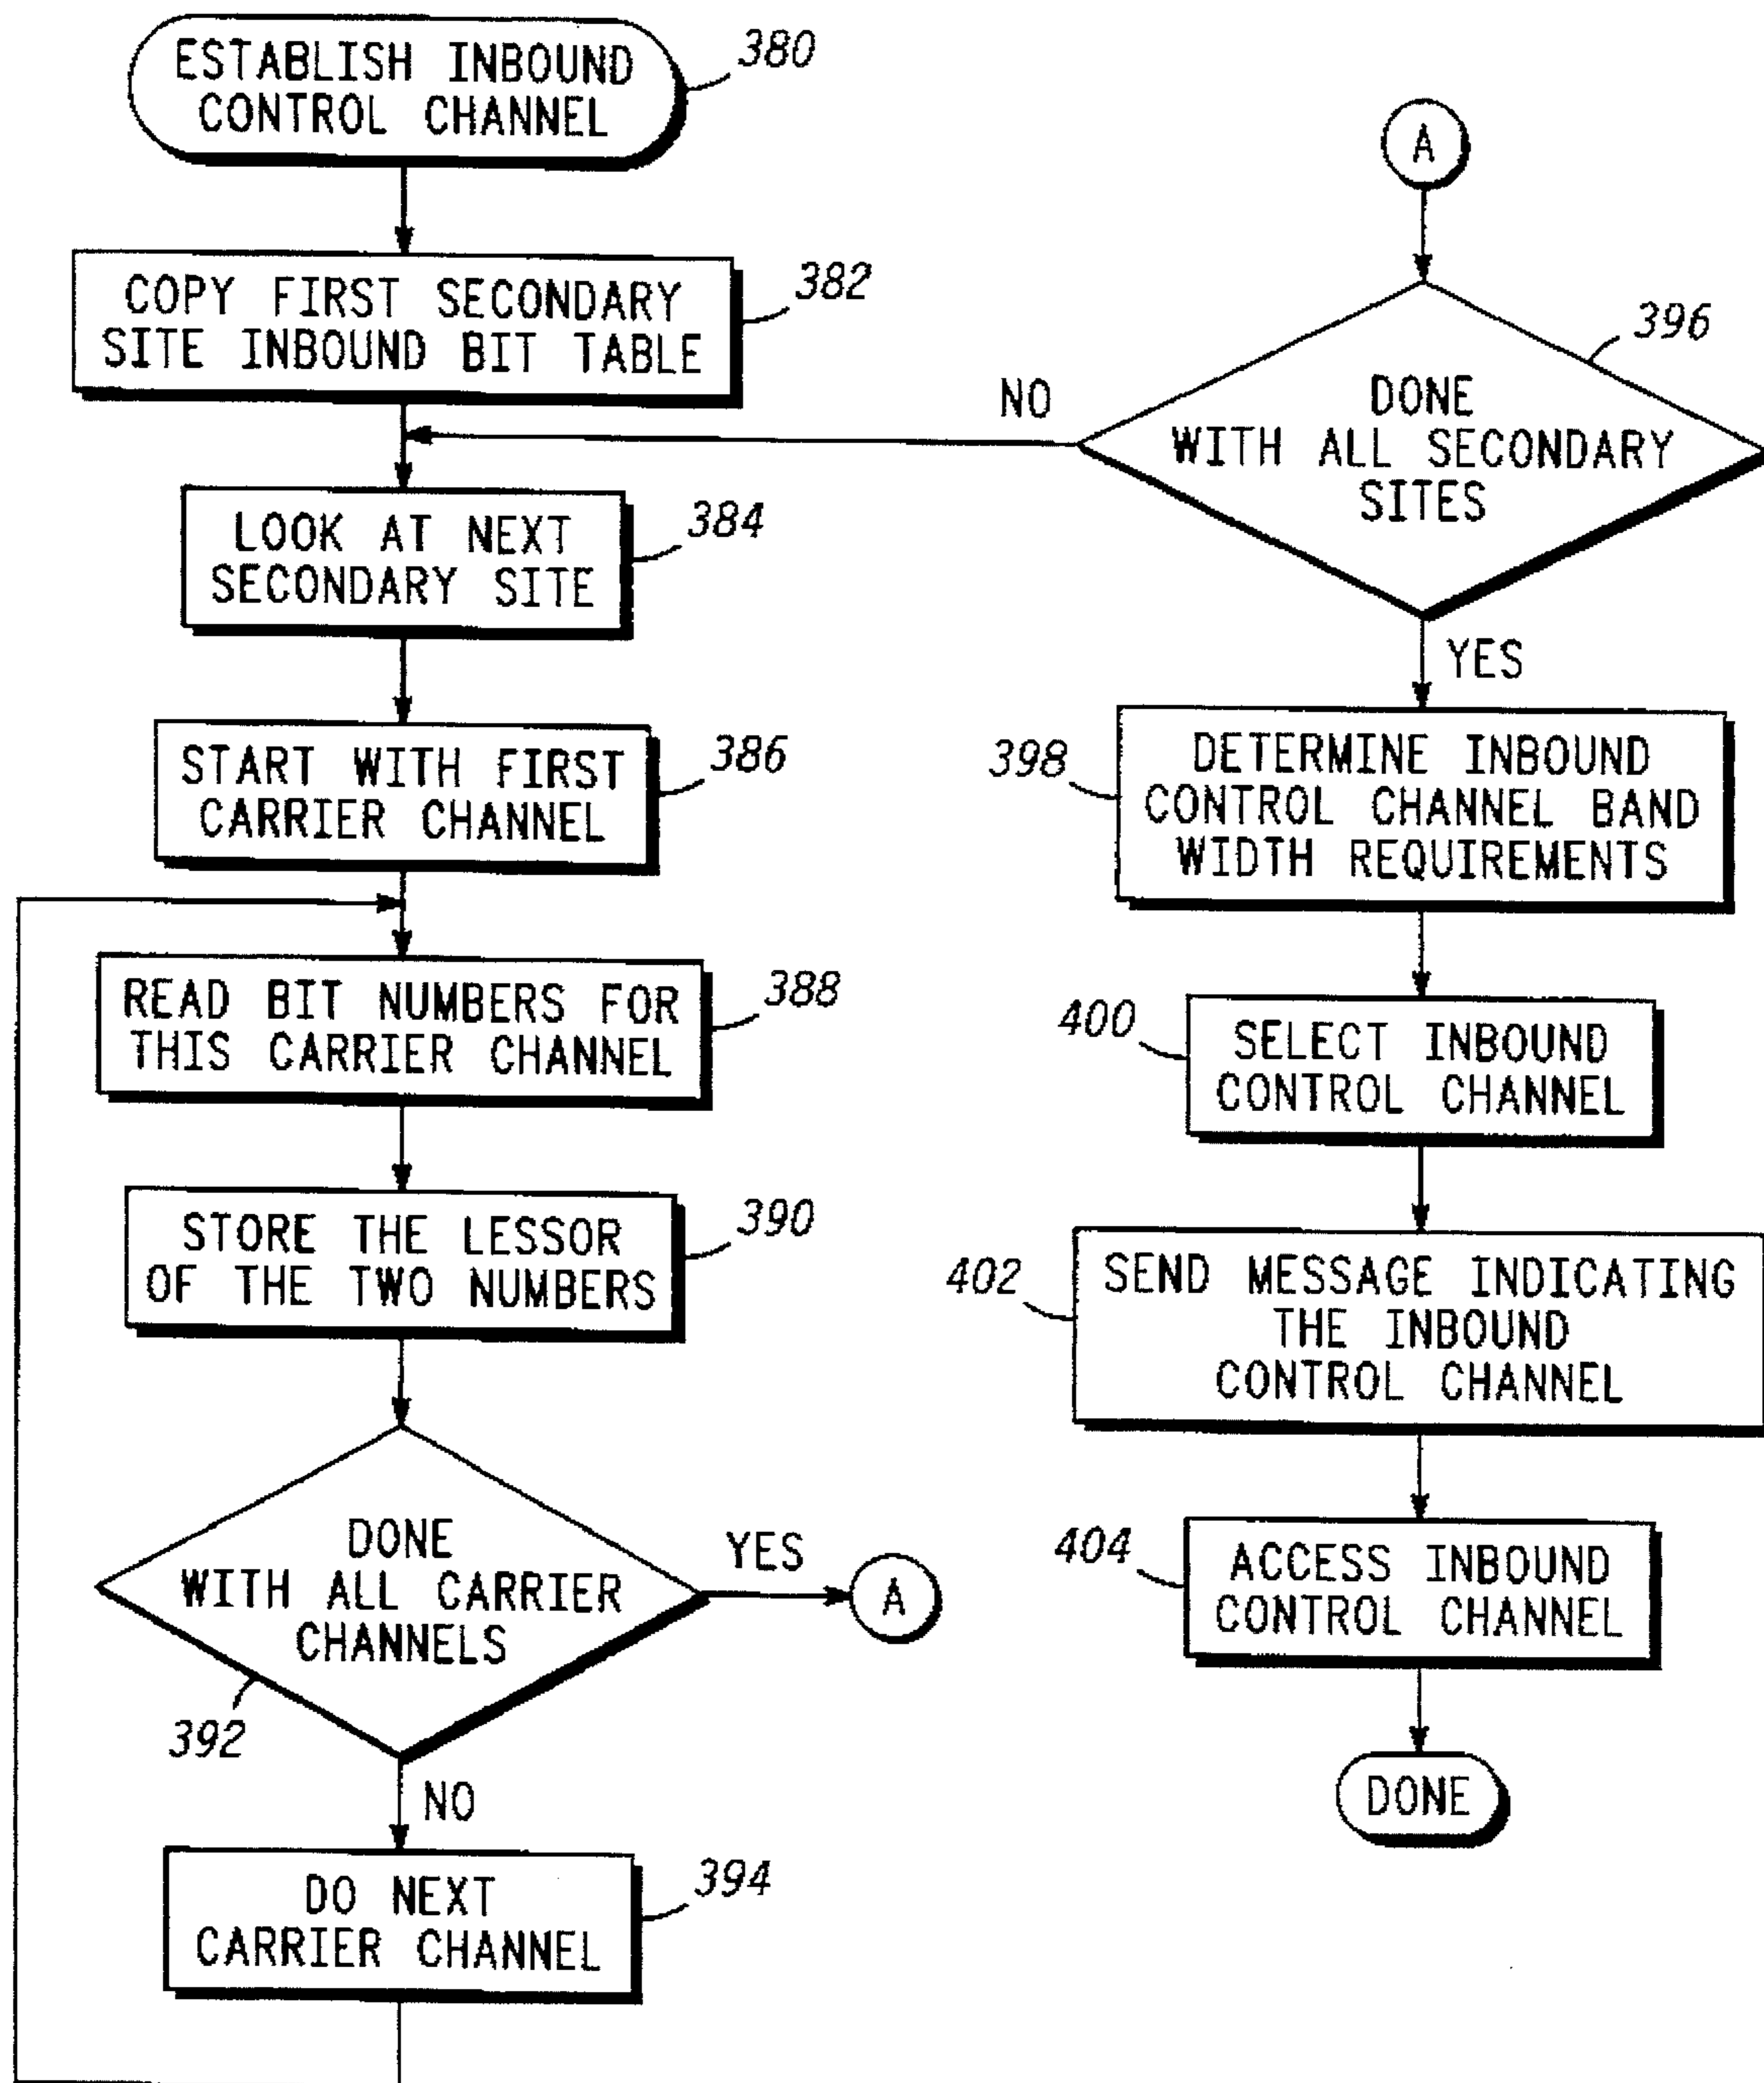 ESTABLISH INBOUND
CONTROL CHANNEL
380
COPY FIRST SECONDARY
SITE INBOUND BIT TABLE
382
LOOK AT NEXT
SECONDARY SITE
384
START WITH FIRST
CARRIER CHANNEL
386
READ BIT NUMBERS FOR
THIS CARRIER CHANNEL
388
STORE THE LESSOR
OF THE TWO NUMBERS
390
DONE
WITH ALL CARRIER
CHANNELS
392
YES
A
NO
DO NEXT
CARRIER CHANNEL
394
A
396
DONE
WITH ALL SECONDARY
SITES
NO
YES
398
DETERMINE INBOUND
CONTROL CHANNEL BAND
WIDTH REQUIREMENTS
400
SELECT INBOUND
CONTROL CHANNEL
402
SEND MESSAGE INDICATING
THE INBOUND
CONTROL CHANNEL
404
ACCESS INBOUND
CONTROL CHANNEL
DONE